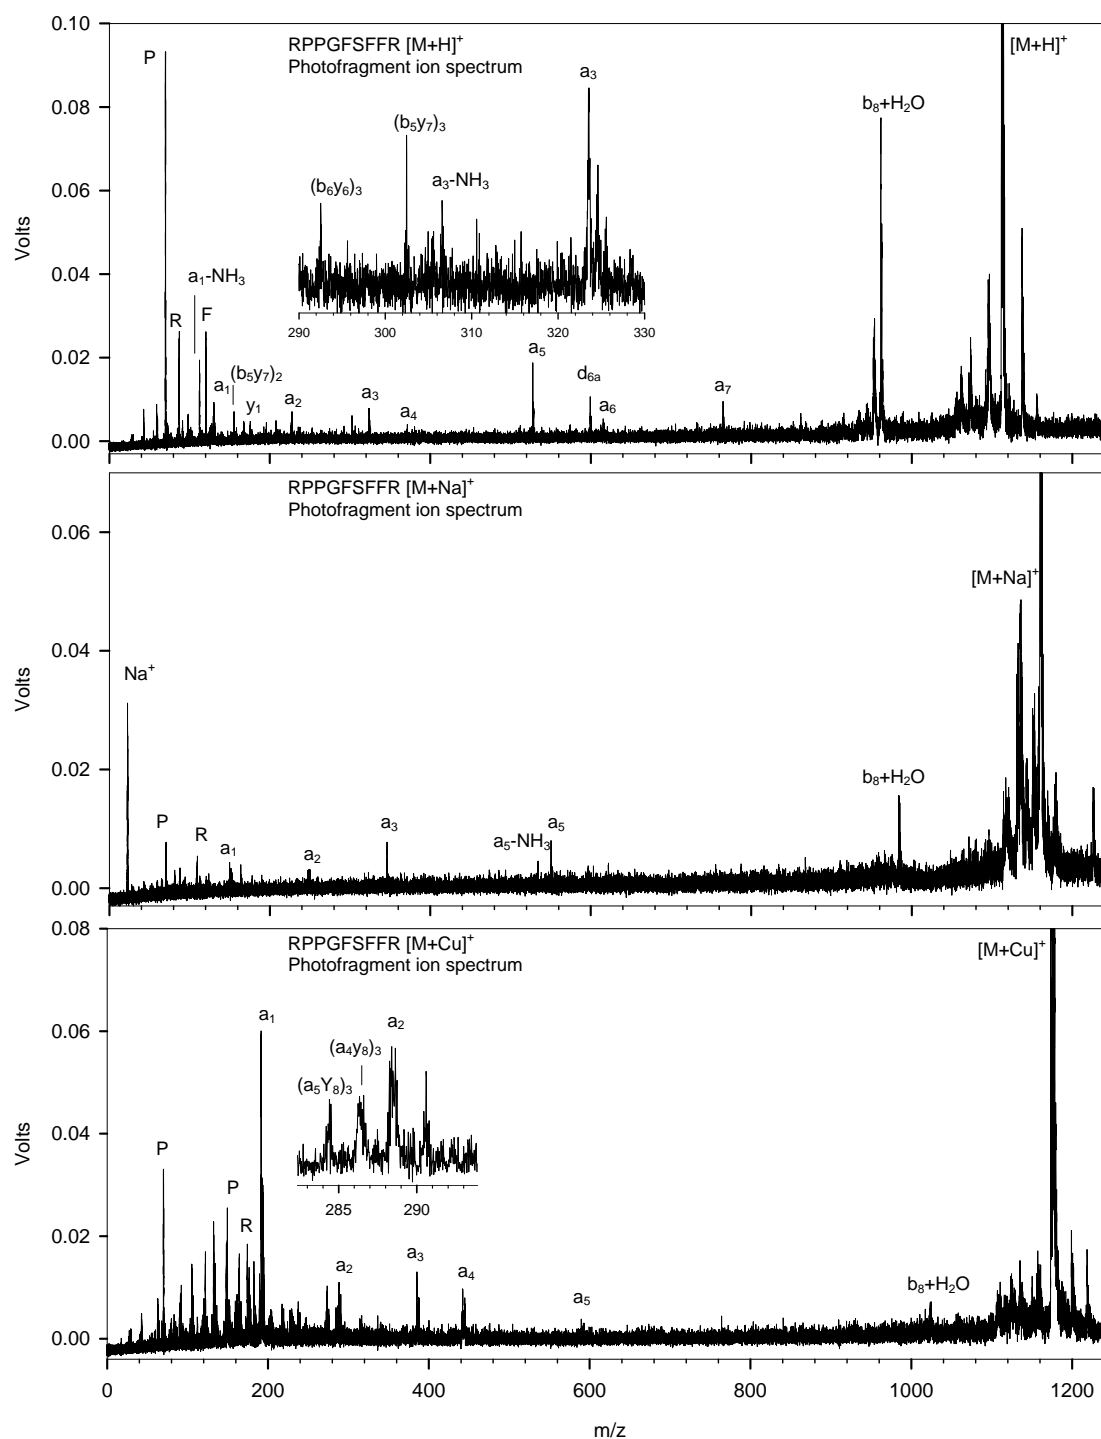 0.10
RPPGFSFFR [M+H]⁺
Photofragment ion spectrum
[M+H]⁺
P
a₃
b₈+H₂O
0.08
(b₅y₇)₃
a₃-NH₃
(b₆y₆)₃
0.06
Volts
0.04
a₁-NH₃
R F
290 300 310 320 330
0.02
a₅
a₁ (b₅y₇)₂ y₁ a₂ a₃ a₄ d₆ₐ a₆ a₇
0.00
RPPGFSFFR [M+Na]⁺
Photofragment ion spectrum
0.06
[M+Na]⁺
0.04
Volts
Na⁺
0.02
b₈+H₂O
P R a₁ a₂ a₃ a₅-NH₃ a₅
0.00
0.08
RPPGFSFFR [M+Cu]⁺
Photofragment ion spectrum
[M+Cu]⁺
0.06
a₁
a₂
(a₄y₈)₃
(a₅Y₈)₃
0.04
Volts
P
P
R
285 290
0.02
a₂ a₃ a₄ a₅ b₈+H₂O
0.00
0 200 400 600 800 1000 1200
m/z